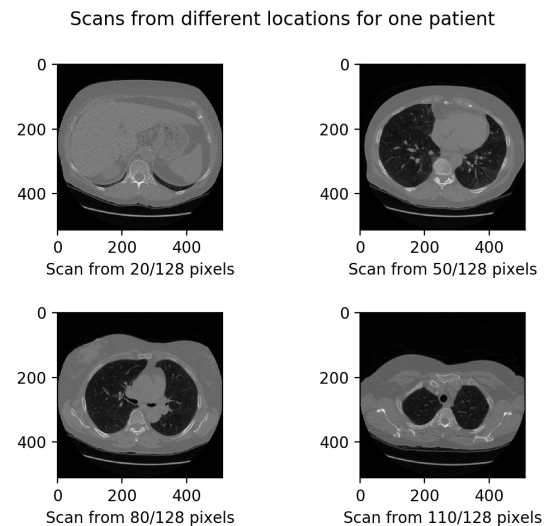 Scans from different locations for one patient
0
200
400
0 200 400
Scan from 20/128 pixels
0
200
400
0 200 400
Scan from 50/128 pixels
0
200
400
0 200 400
Scan from 80/128 pixels
0
200
400
0 200 400
Scan from 110/128 pixels